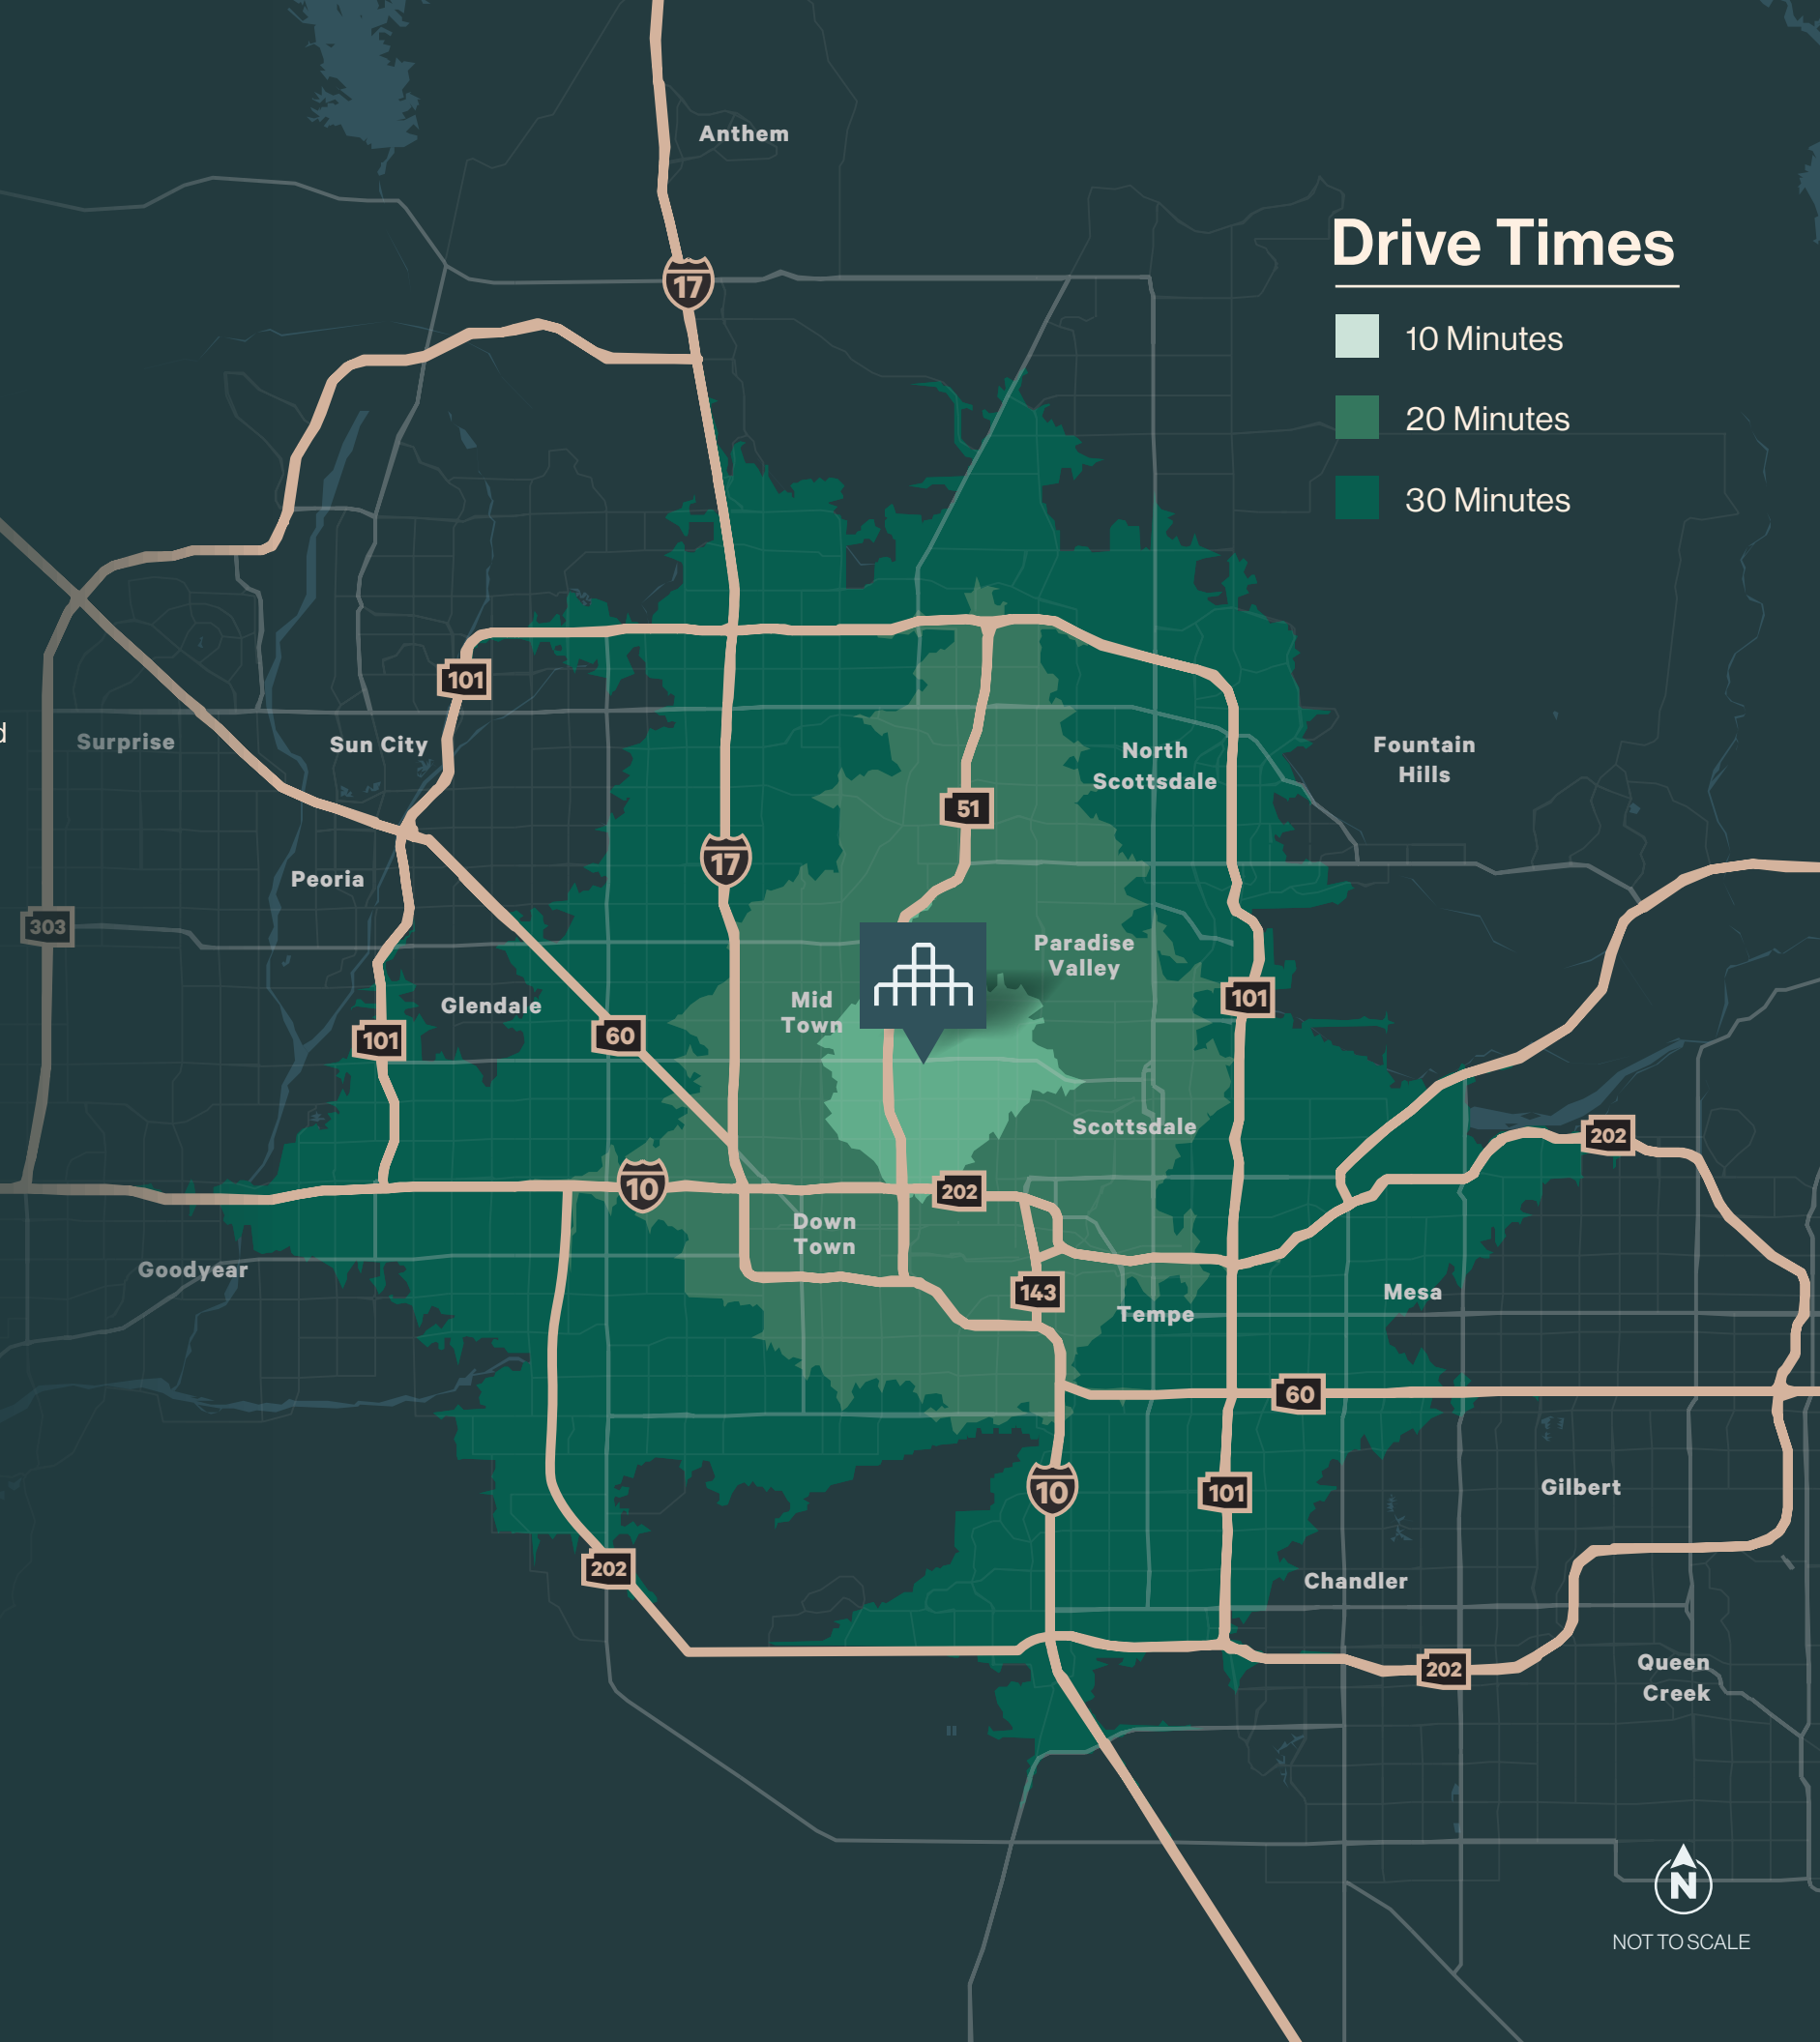 Anthem
17
Drive Times
10 Minutes
20 Minutes
30 Minutes
101
d
Surprise
Sun City
North
Scottsdale
Fountain
Hills
51
17
Peoria
303
Paradise
Valley
Mid
Town
Glendale
101
60
101
Scottsdale
202
10
202
Down
Town
Goodyear
143
Tempe
Mesa
60
Gilbert
10
101
202
Chandler
202
Queen
Creek
N
NOT TO SCALE